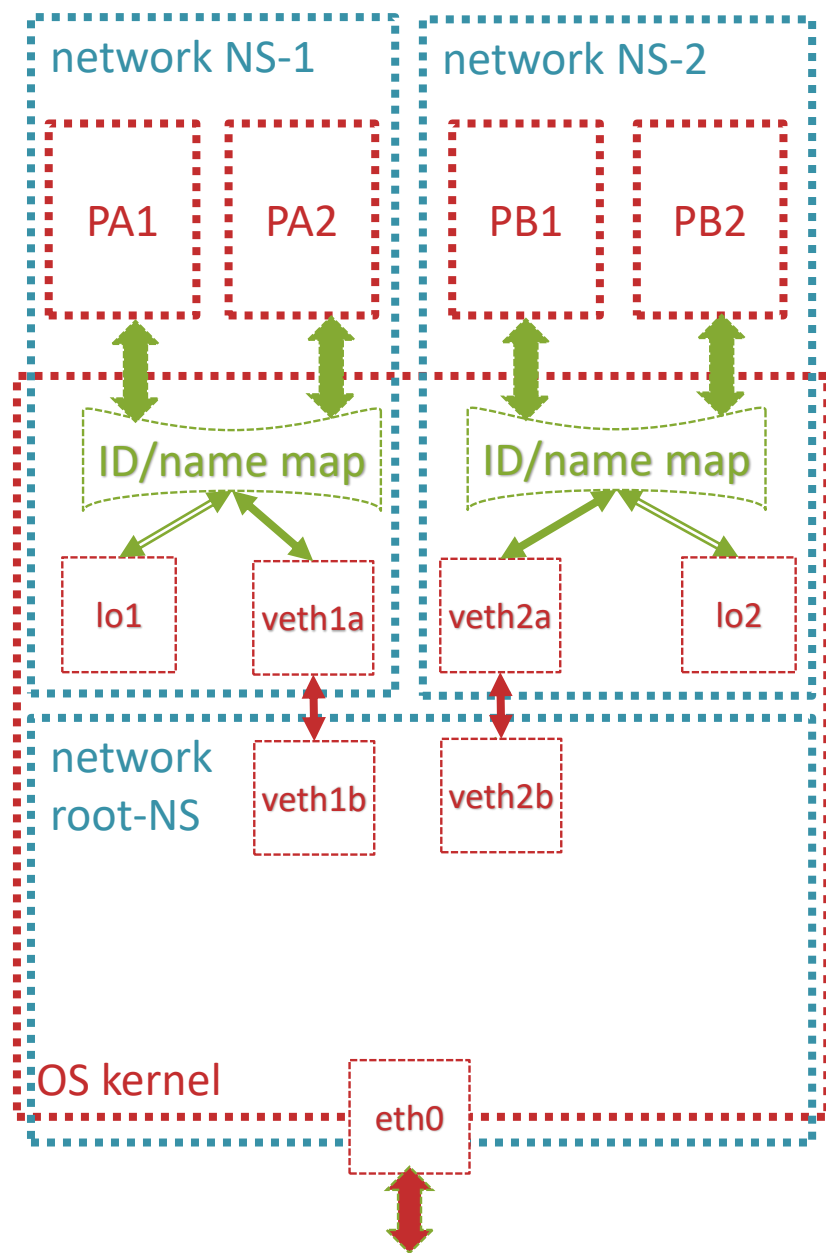 network NS-1
network NS-2
PA1
PA2
PB1
PB2
ID/name map
ID/name map
lo1
veth1a
veth2a
lo2
network
root-NS
veth1b
veth2b
OS kernel
eth0